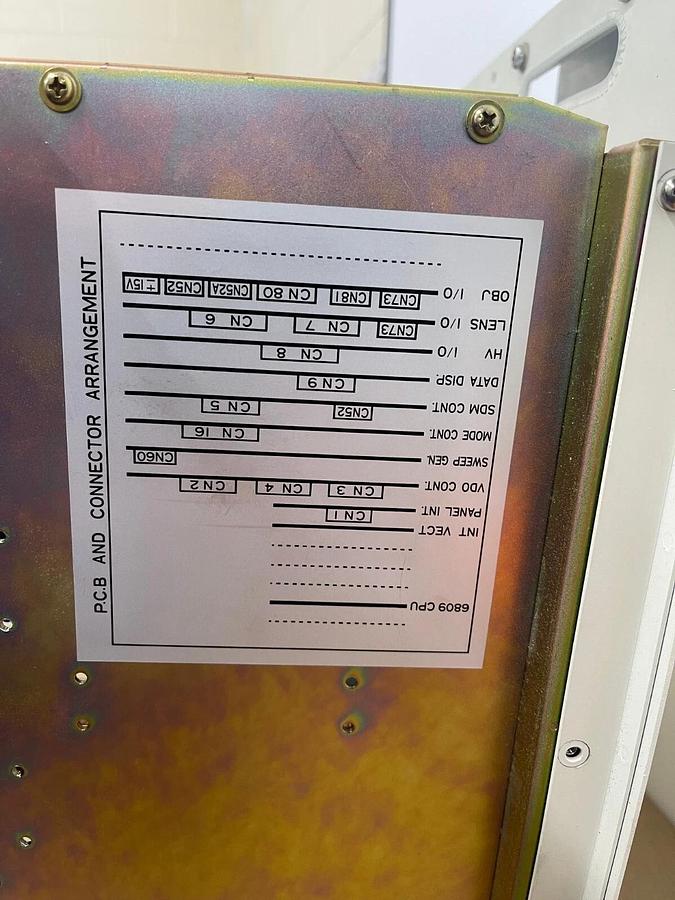 P.C.B AND CONNECTOR ARRANGEMENT
6809 CPU
INT VECT
PANEL INT. CN 1
VDO CONT. CN 3 CN 4 CN 2
SWEEP GEN. CN60
MODE CONT. CN 16
SDM CONT. CN52 CN 5
DATA DISP. CN 9
HV I/O CN 8
LENS I/O CN73 CN 7 CN 6
OBJ I/O CN73 CN81 CN 80 CN52A CN52 ±15V